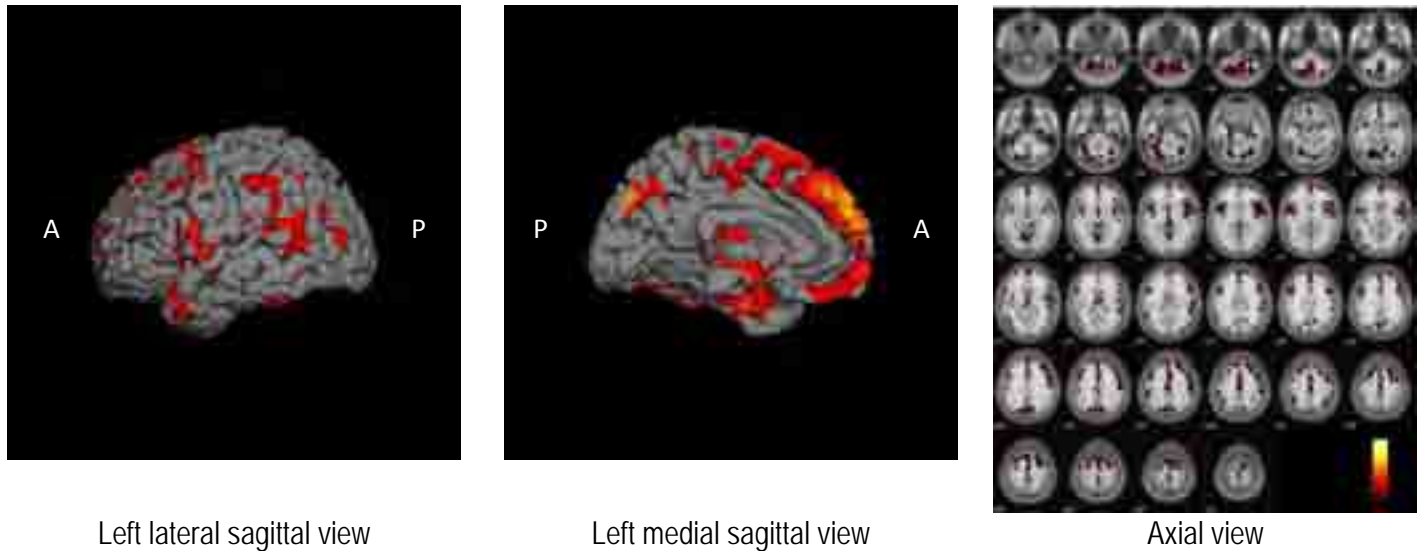 A P
P A
Left lateral sagittal view
Left medial sagittal view
Axial view